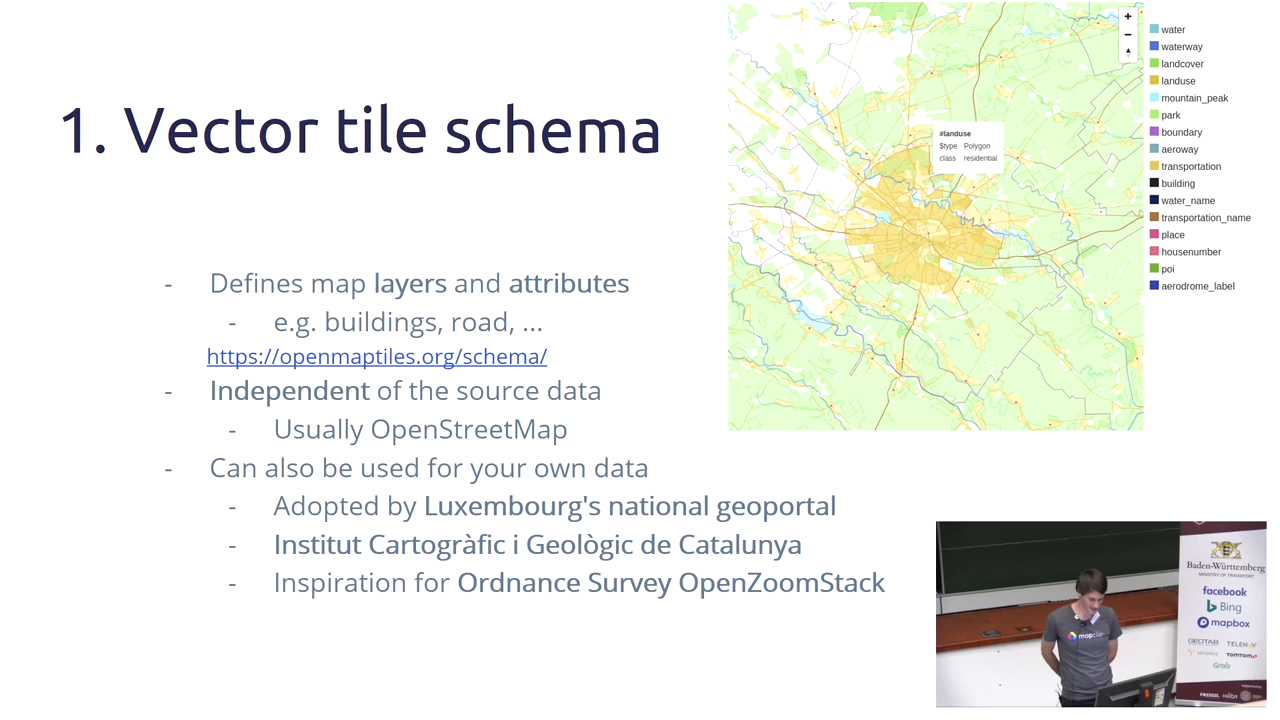 1. Vector tile schema
- Defines map layers and attributes
- e.g. buildings, road, ...
https://openmaptiles.org/schema/
- Independent of the source data
- Usually OpenStreetMap
- Can also be used for your own data
- Adopted by Luxembourg's national geoportal
- Institut Cartogràfic i Geològic de Catalunya
- Inspiration for Ordnance Survey OpenZoomStack
#landuse
$type Polygon
class residential
water
waterway
landcover
landuse
mountain_peak
park
boundary
aeroway
transportation
building
water_name
transportation_name
place
housenumber
poi
aerodrome_label
maptiler
Baden-Württemberg
MINISTRY OF TRANSPORT
facebook
Bing
mapbox
GEOTAB TELENAV
TOMTOM
Grab